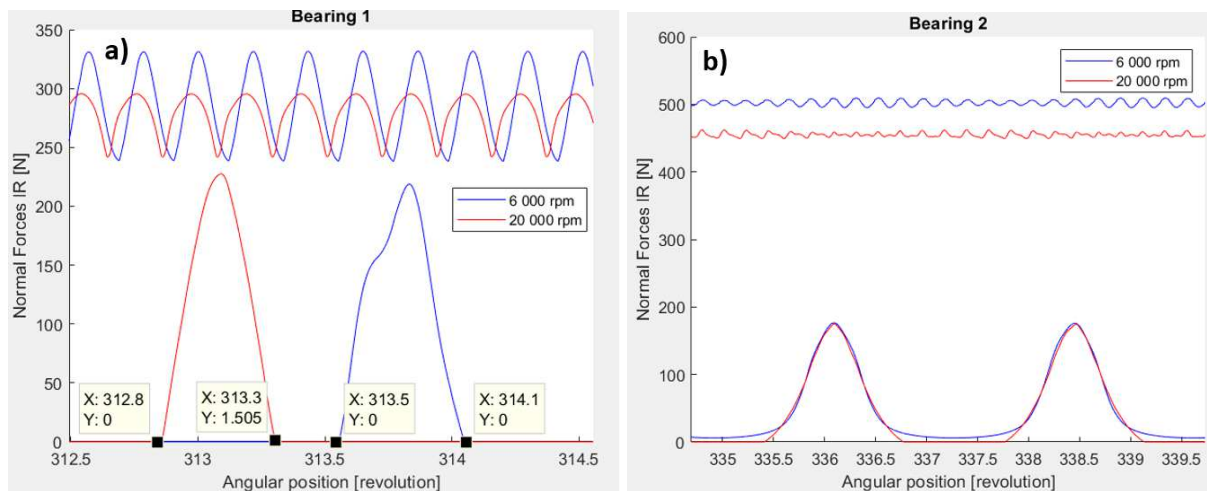 Bearing 1
a)
350
300
250
200
150
100
50
0
Normal Forces IR [N]
6 000 rpm
20 000 rpm
X: 312.8
Y: 0
X: 313.3
Y: 1.505
X: 313.5
Y: 0
X: 314.1
Y: 0
312.5 313 313.5 314 314.5
Angular position [revolution]
Bearing 2
b)
600
500
400
300
200
100
0
Normal Forces IR [N]
6 000 rpm
20 000 rpm
335 335.5 336 336.5 337 337.5 338 338.5 339 339.5
Angular position [revolution]